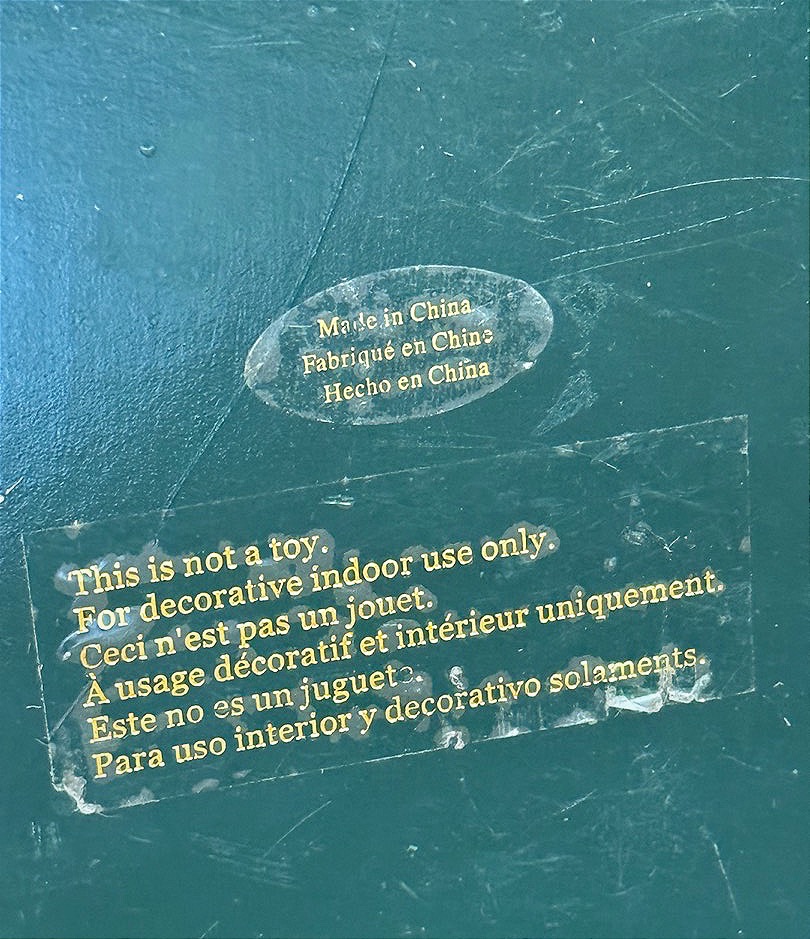 Made in China
Fabriqué en Chine
Hecho en China
This is not a toy.
For decorative indoor use only.
Ceci n'est pas un jouet.
À usage décoratif et intérieur uniquement.
Este no es un juguete.
Para uso interior y decorativo solaments.